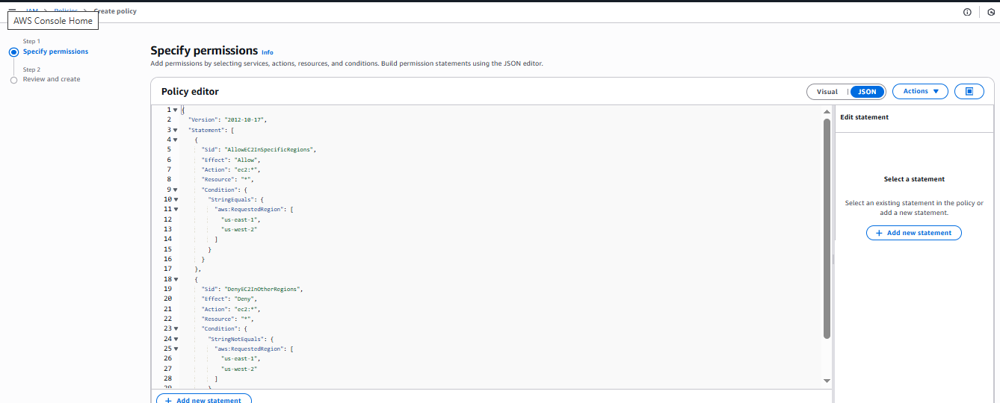 IAM > Policies > Create policy
AWS Console Home
Step 1
Specify permissions
Step 2
Review and create
Specify permissions Info
Add permissions by selecting services, actions, resources, and conditions. Build permission statements using the JSON editor.
Policy editor
Visual JSON Actions
1 {
2 "Version": "2012-10-17",
3 "Statement": [
4 {
5 "Sid": "AllowEC2InSpecificRegions",
6 "Effect": "Allow",
7 "Action": "ec2:*",
8 "Resource": "*",
9 "Condition": {
10 "StringEquals": {
11 "aws:RequestedRegion": [
12 "us-east-1",
13 "us-west-2"
14 ]
15 }
16 }
17 },
18 {
19 "Sid": "DenyEC2InOtherRegions",
20 "Effect": "Deny",
21 "Action": "ec2:*",
22 "Resource": "*",
23 "Condition": {
24 "StringNotEquals": {
25 "aws:RequestedRegion": [
26 "us-east-1",
27 "us-west-2"
28 ]
29 }
+ Add new statement
Edit statement
Select a statement
Select an existing statement in the policy or
add a new statement.
+ Add new statement